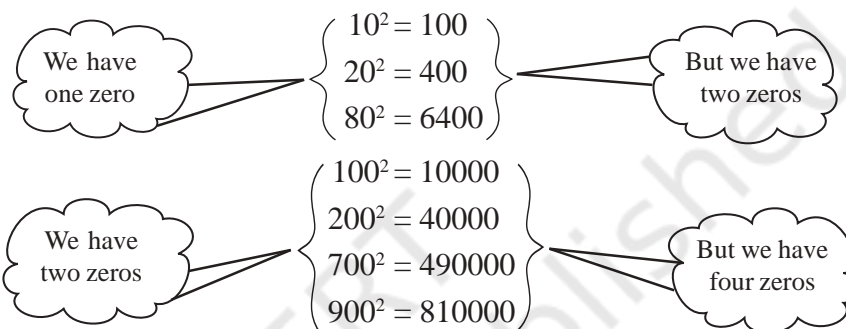 We have
one zero
10² = 100
20² = 400
80² = 6400
But we have
two zeros
We have
two zeros
100² = 10000
200² = 40000
700² = 490000
900² = 810000
But we have
four zeros